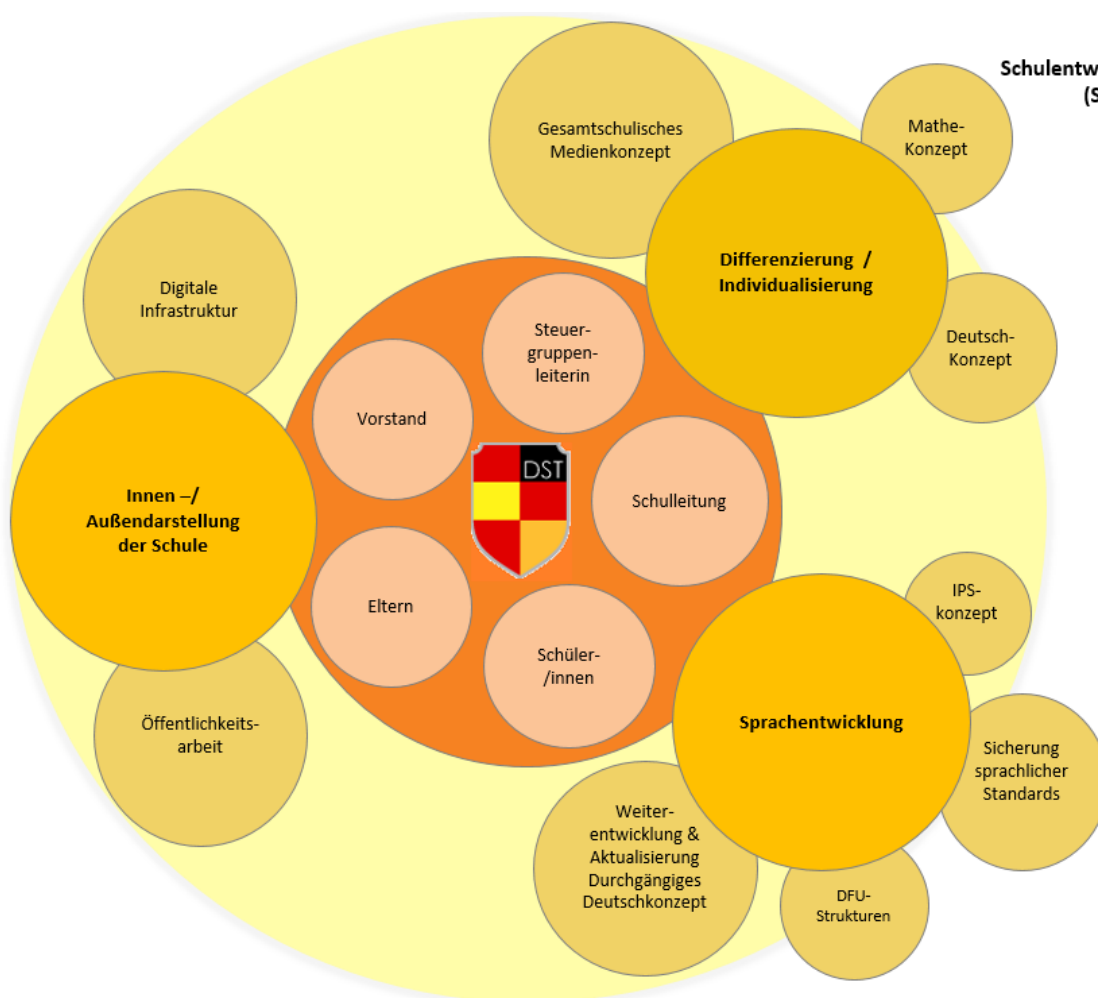 Gesamtschulisches
Medienkonzept
Mathe-
Konzept
Differenzierung /
Individualisierung
Deutsch-
Konzept
Digitale
Infrastruktur
Steuer-
gruppen-
leiterin
Vorstand
DST
Schulleitung
Innen –/
Außendarstellung
der Schule
Eltern
Schüler-
/innen
IPS-
konzept
Sprachentwicklung
Öffentlichkeits-
arbeit
Sicherung
sprachlicher
Standards
Weiter-
entwicklung &
Aktualisierung
Durchgängiges
Deutschkonzept
DFU-
Strukturen